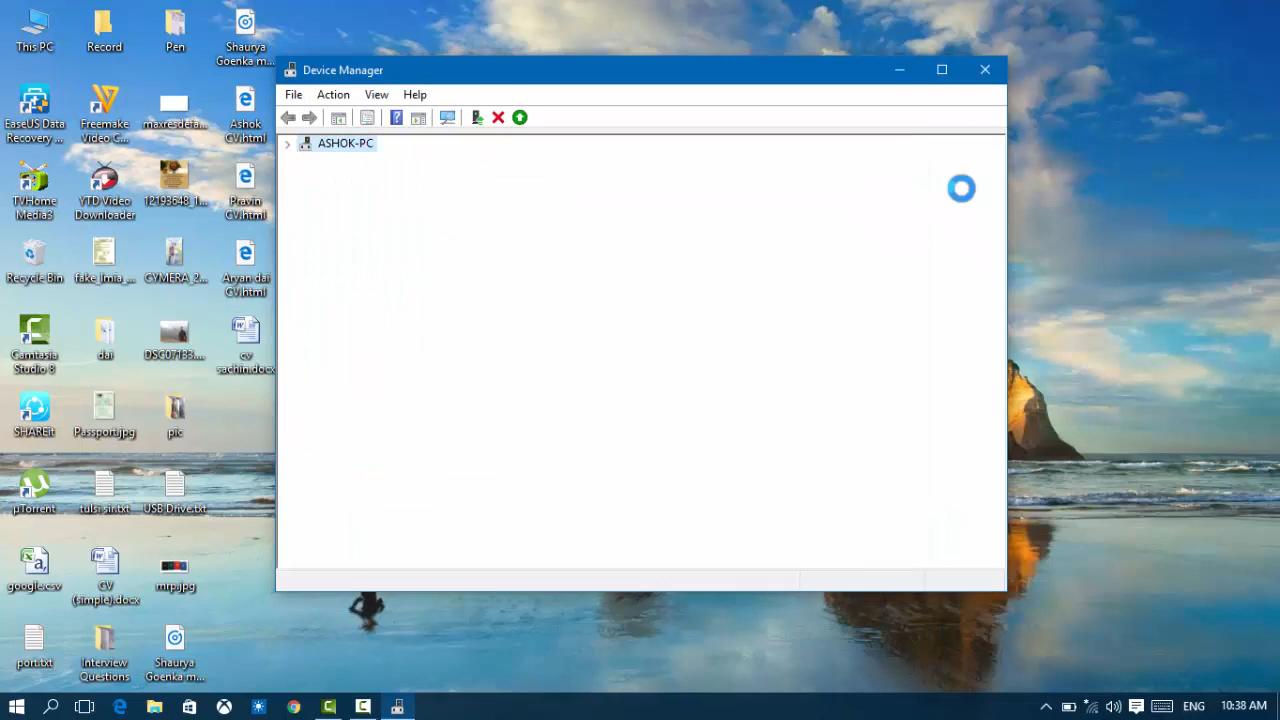 This PC
Record
Pen
Shaurya
Goenka m...
EaseUS Data
Recovery ...
Freemake
Video C...
maxresdefa...
Ashok
CV.html
TVHome
Media3
YTD Video
Downloader
12193648_1...
Pravin
CV.html
Recycle Bin
fake_lmia_...
CYMERA_2...
Aryan dai
CV.html
Camtasia
Studio 8
dai
DSC07133....
cv
sachin.docx
SHAREit
Passport.jpg
pic
µTorrent
tulsi sir.txt
USB Drive.txt
google.csv
CV
(simple).docx
mrp.jpg
port.txt
Interview
Questions
Shaurya
Goenka m...
Device Manager
File Action View Help
ASHOK-PC
ENG
10:38 AM